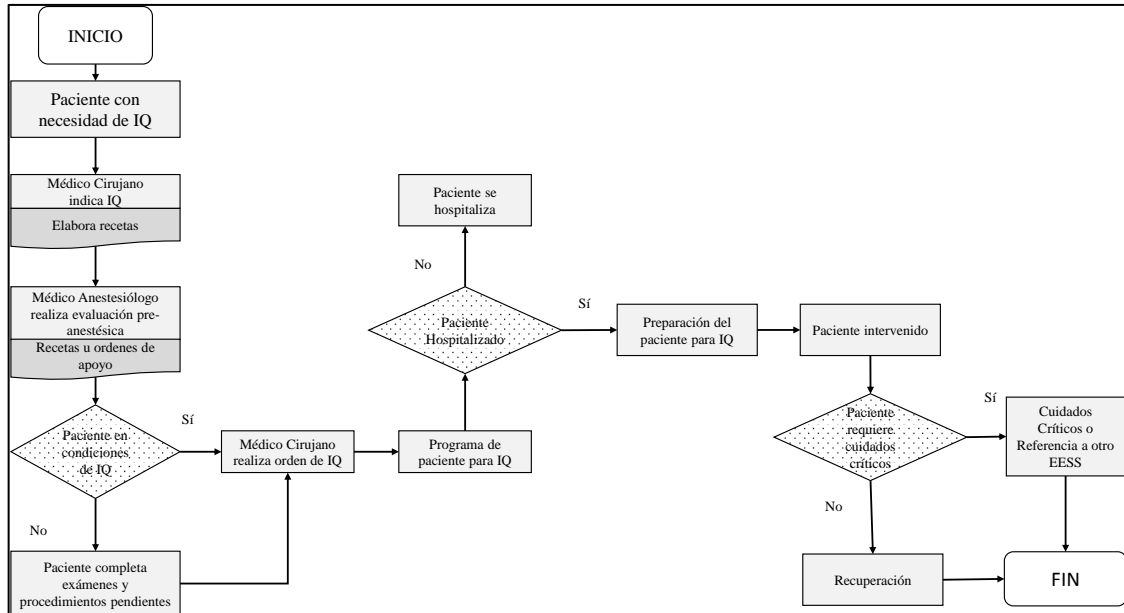 INICIO
Paciente con
necesidad de IQ
Médico Cirujano
indica IQ
Elabora recetas
Médico Anestesiólogo
realiza evaluación pre-
anestésica
Recetas u ordenes de
apoyo
Paciente en
condiciones
de IQ
Sí
No
Paciente completa
exámenes y
procedimientos pendientes
Médico Cirujano
realiza orden de IQ
Programa de
paciente para IQ
Paciente
Hospitalizado
No
Paciente se
hospitaliza
Sí
Preparación del
paciente para IQ
Paciente intervenido
Paciente
requiere
cuidados
críticos
Sí
Cuidados
Críticos o
Referencia a otro
EESS
No
Recuperación
FIN